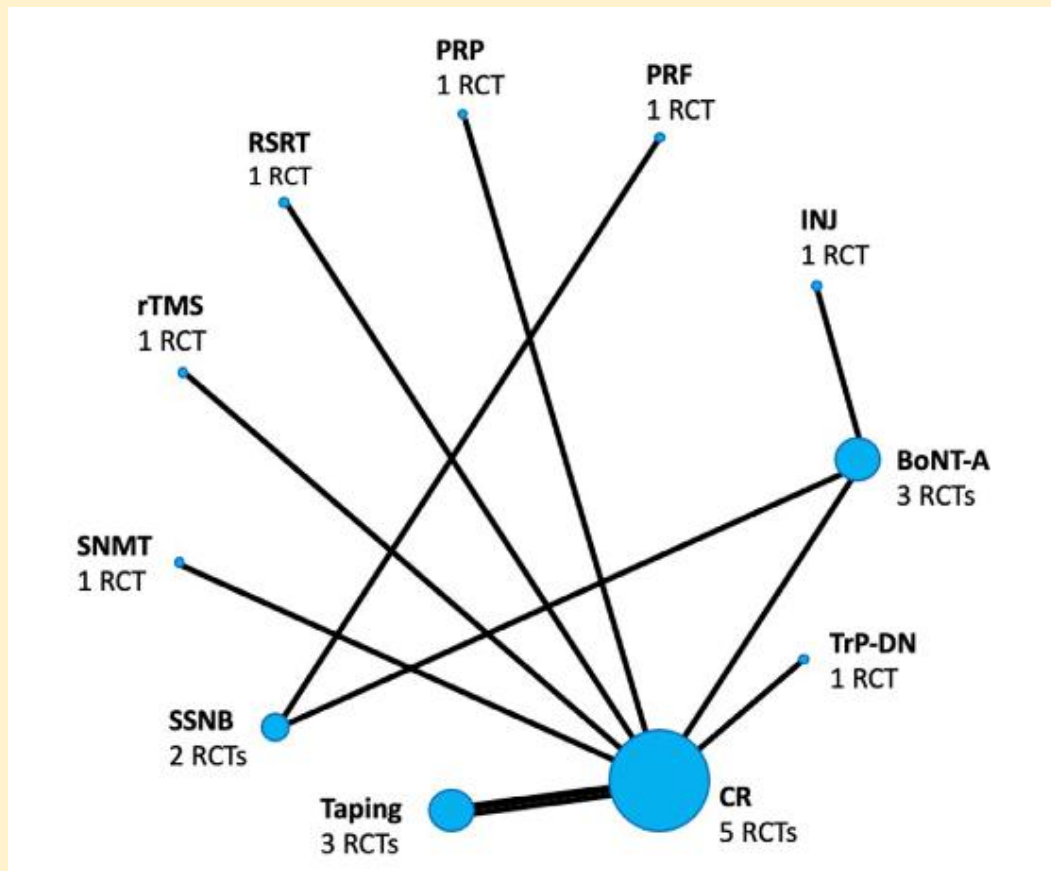 PRP
1 RCT
PRF
1 RCT
RSRT
1 RCT
INJ
1 RCT
rTMS
1 RCT
BoNT-A
3 RCTs
SNMT
1 RCT
TrP-DN
1 RCT
SSNB
2 RCTs
Taping
3 RCTs
CR
5 RCTs